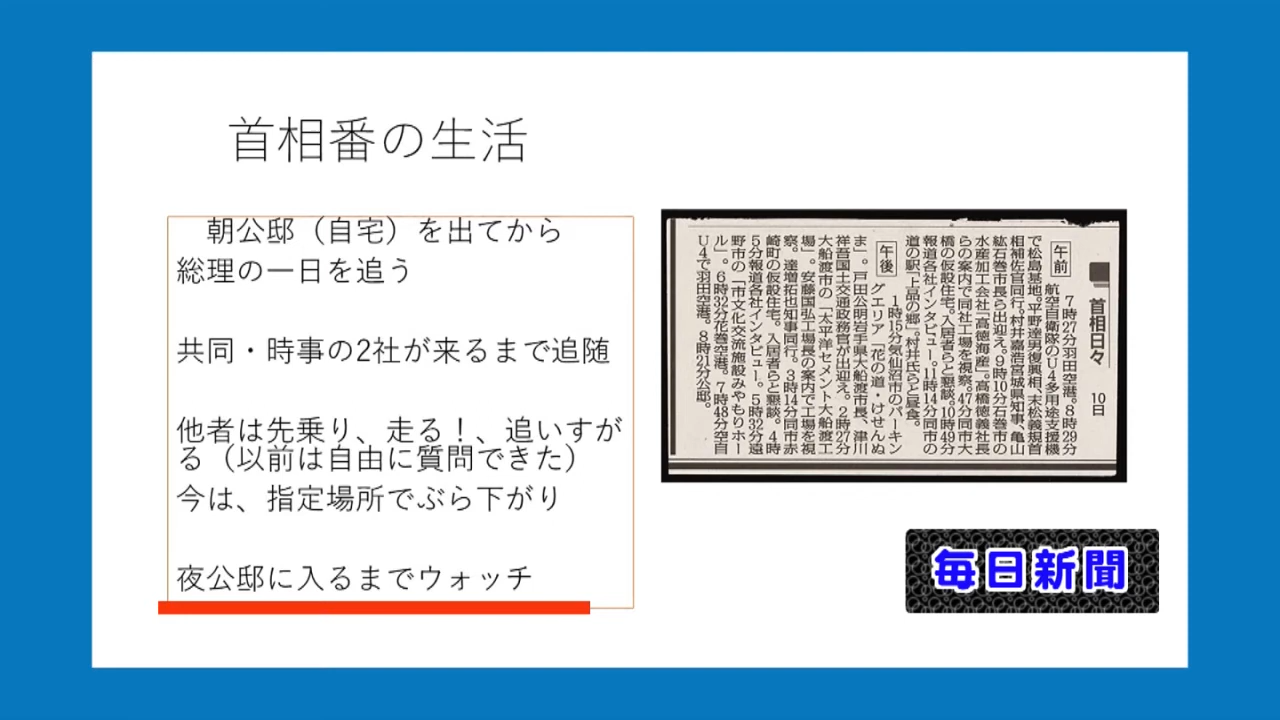 首相番の生活
朝公邸（自宅）を出てから
総理の一日を追う
共同・時事の2社が来るまで追随
他者は先乗り、走る！、追いすが
る（以前は自由に質問できた）
今は、指定場所でぶら下がり
夜公邸に入るまでウォッチ
首相日々 10日
午前 7時27分羽田空港。8時29分
航空自衛隊のU4多用途支援機
で松島基地。平野達男復興相、末松義規首
相補佐官同行。村井嘉浩宮城県知事、亀山
紘石巻市長ら出迎え。9時10分石巻市の
水産加工会社「高徳海産」。高橋徳義社長
らの案内で同社工場を視察。47分同市大
橋の仮設住宅。入居者らと懇談。10時49分
報道各社インタビュー。11時14分同市の
道の駅「上品の郷」。村井氏らと昼食。
午後 1時15分気仙沼市のパーキン
グエリア「花の道・けせんぬ
ま」。戸田公明岩手県大船渡市長、津川
祥吾国土交通政務官が出迎え。2時27分
大船渡市の「太平洋セメント大船渡工
場」。安藤国弘工場長の案内で工場を視
察。達増拓也知事同行。3時14分同市赤
崎町の仮設住宅。入居者らと懇談。4時
5分報道各社インタビュー。5時32分遠
野市の「市文化交流施設みやもりホー
ル」。6時32分花巻空港。7時48分空自
U4で羽田空港。8時21分公邸。
毎日新聞